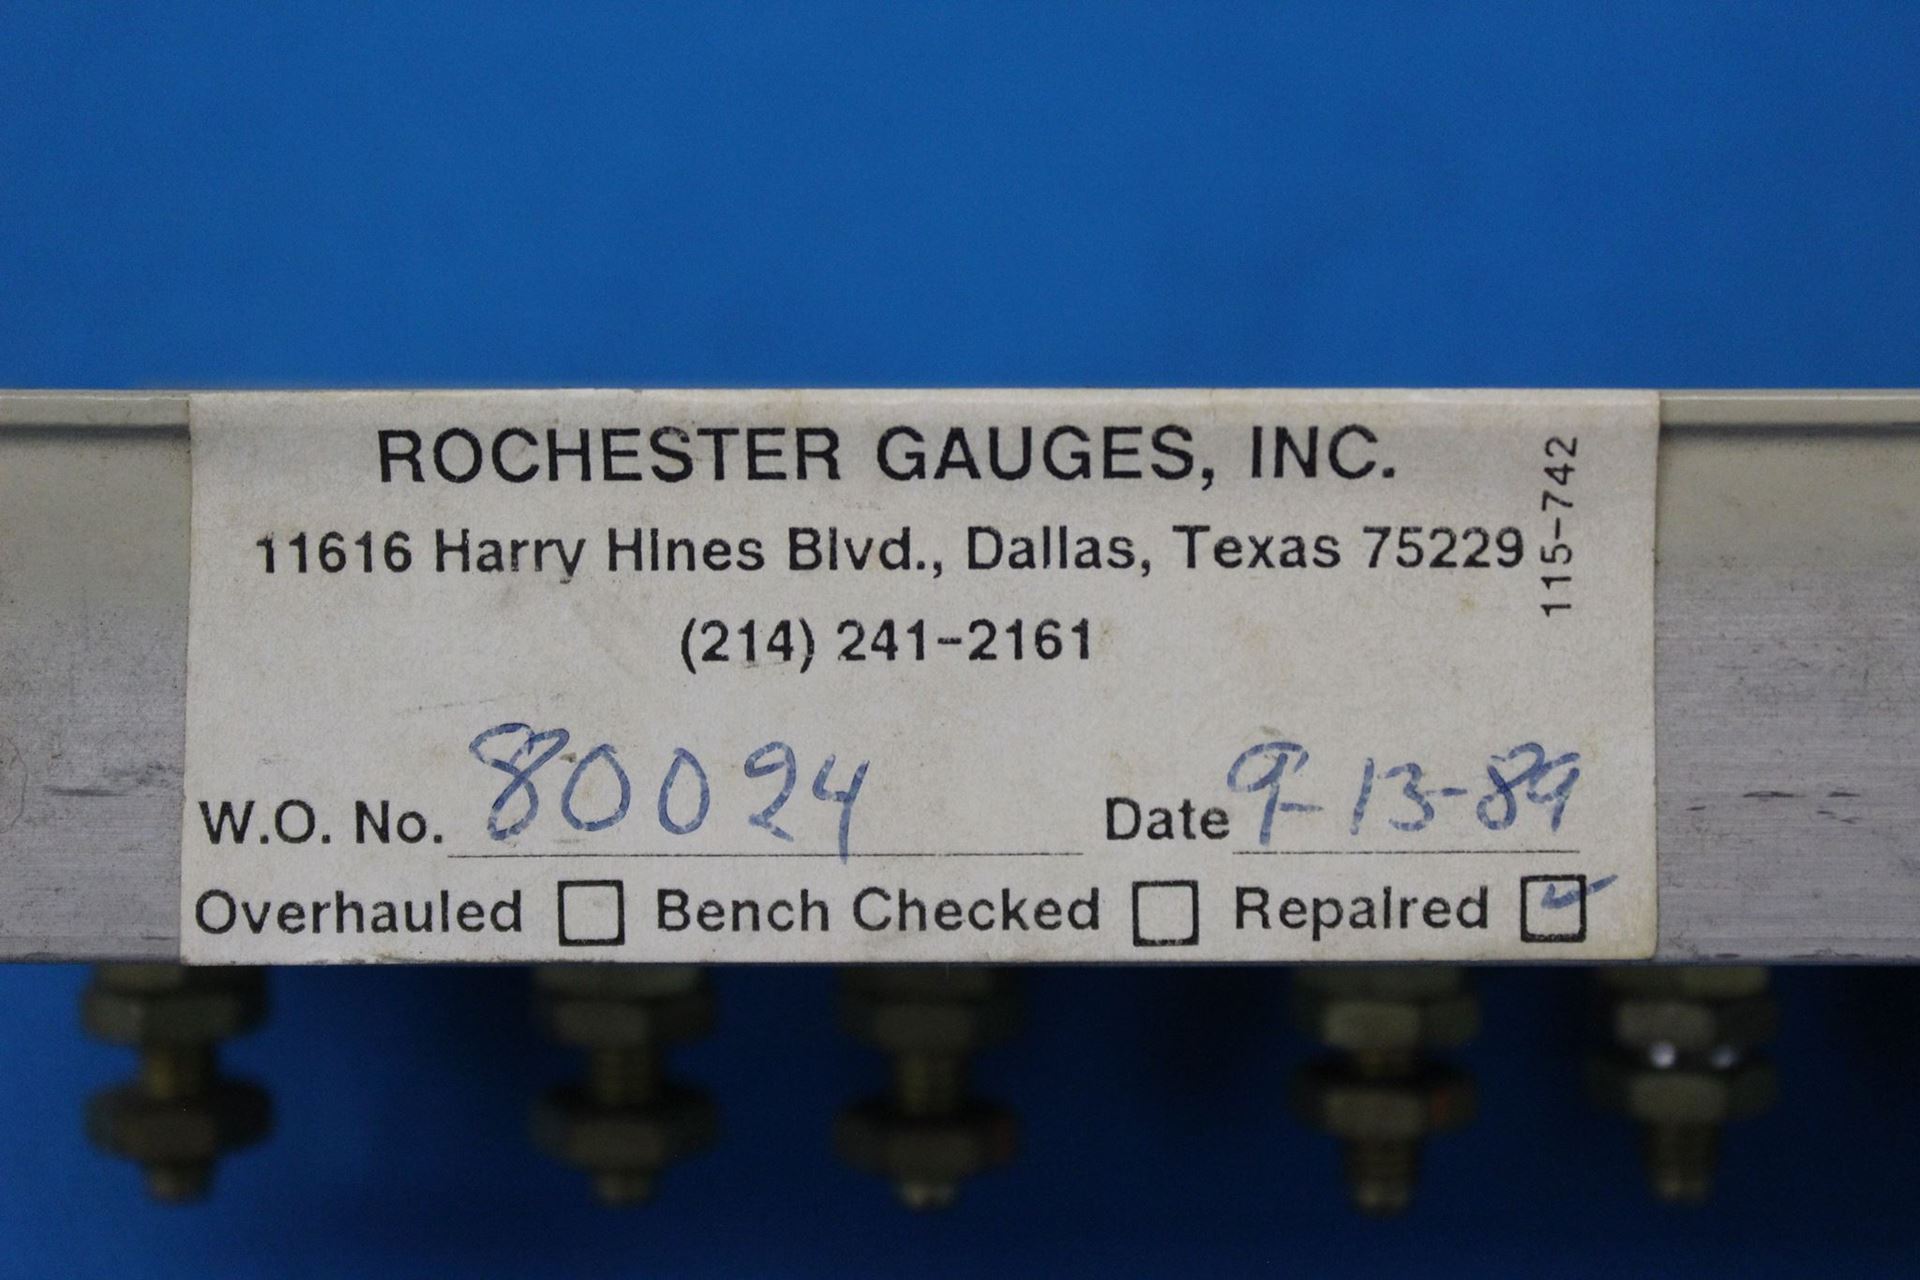 ROCHESTER GAUGES, INC.
11616 Harry Hines Blvd., Dallas, Texas 75229
115-742
(214) 241-2161
W.O. No. 80024 Date 9-13-89
Overhauled Bench Checked Repaired